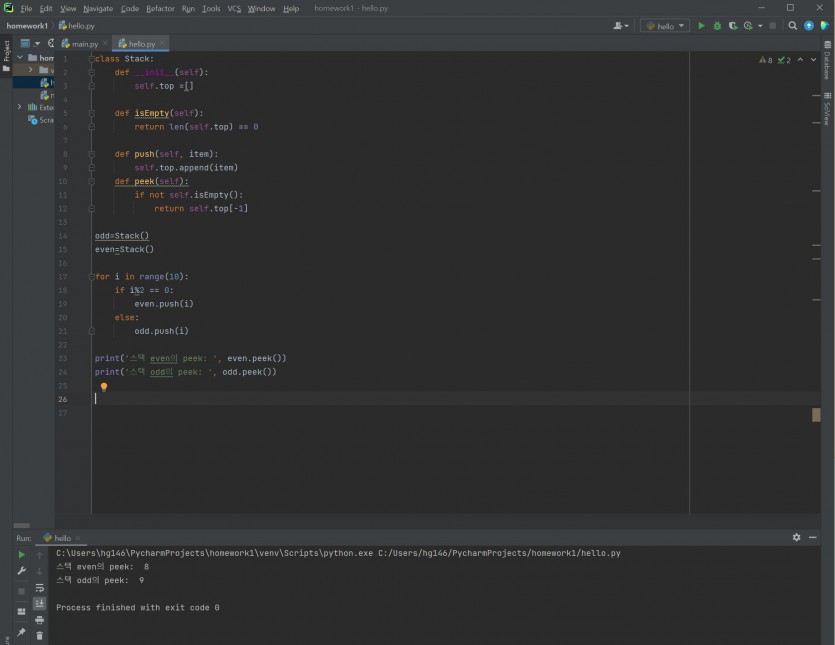 File Edit View Navigate Code Refactor Run Tools VCS Window Help homework1 - hello.py
homework1 hello.py
hello
main.py hello.py
Project
Database
SciView
8 2
1 class Stack:
2 def __init__(self):
3 self.top =[]
4
5 def isEmpty(self):
6 return len(self.top) == 0
7
8 def push(self, item):
9 self.top.append(item)
10 def peek(self):
11 if not self.isEmpty():
12 return self.top[-1]
13
14 odd=Stack()
15 even=Stack()
16
17 for i in range(10):
18 if i%2 == 0:
19 even.push(i)
20 else:
21 odd.push(i)
22
23 print('스택 even의 peek: ', even.peek())
24 print('스택 odd의 peek: ', odd.peek())
25
26
27
Run: hello
C:\Users\hg146\PycharmProjects\homework1\venv\Scripts\python.exe C:/Users/hg146/PycharmProjects/homework1/hello.py
스택 even의 peek: 8
스택 odd의 peek: 9
Process finished with exit code 0